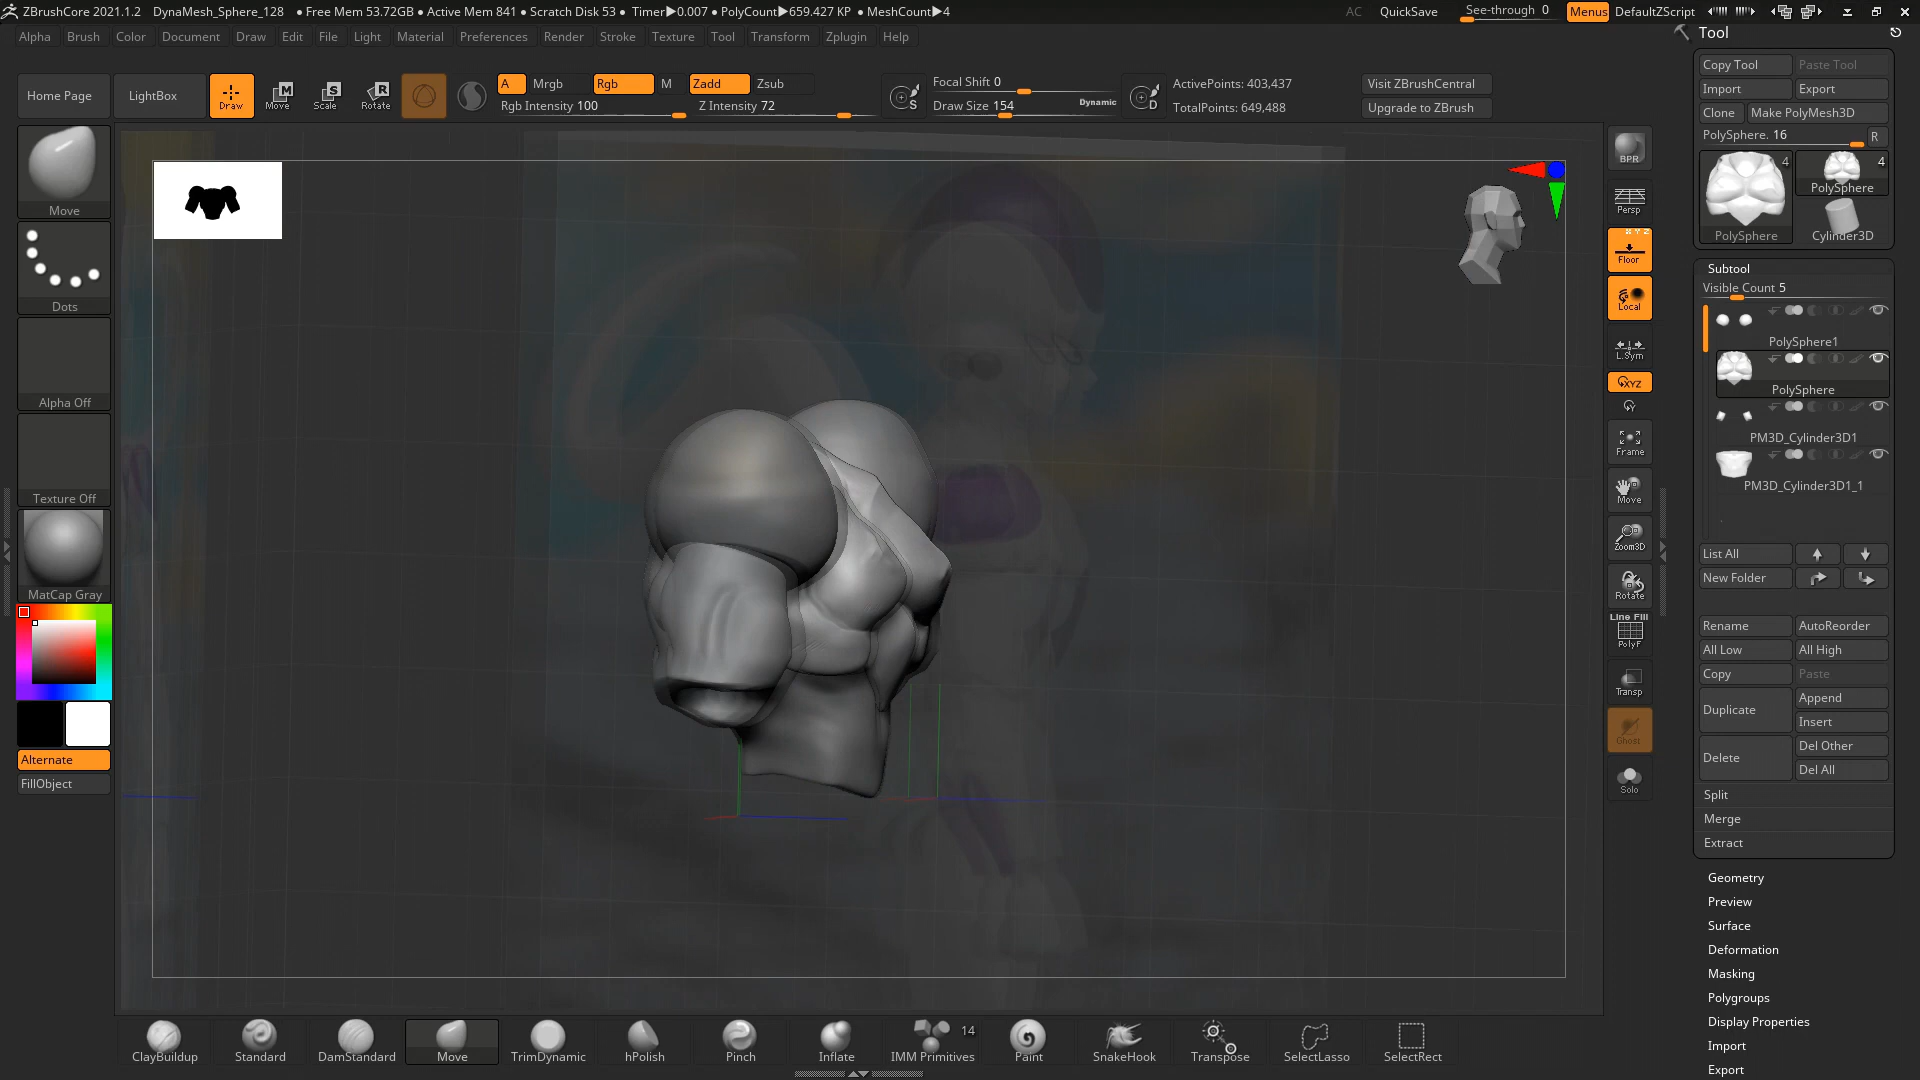 ZBrushCore 2021.1.2 DynaMesh_Sphere_128 • Free Mem 53.72GB • Active Mem 841 • Scratch Disk 53 • Timer▶0.007 • PolyCount▶659.427 KP • MeshCount▶4 AC QuickSave See-through 0 Menus DefaultZScript
Alpha Brush Color Document Draw Edit File Layer Light Material Preferences Render Stroke Texture Tool Transform Zplugin Help
Tool
Copy Tool Paste Tool
Import Export
Clone Make PolyMesh3D
PolySphere. 16 R
4 4
PolySphere
PolySphere Cylinder3D
Home Page LightBox Draw Move Scale Rotate
M S R
A Mrgb Rgb M Zadd Zsub
Rgb Intensity 100 Z Intensity 72
S Focal Shift 0
Draw Size 154 Dynamic
D ActivePoints: 403,437
TotalPoints: 649,488
Visit ZBrushCentral
Upgrade to ZBrush
Move
Dots
Alpha Off
Texture Off
MatCap Gray
Alternate
FillObject
BPR
Persp
X Y Z
Floor
Local
L.Sym
XYZ
Y
Frame
Move
Zoom3D
Rotate
Line Fill
PolyF
Transp
Ghost
Solo
Subtool
Visible Count 5
PolySphere1
PolySphere
PM3D_Cylinder3D1
PM3D_Cylinder3D1_1
List All
New Folder
Rename AutoReorder
All Low All High
Copy Paste
Duplicate Append
Insert
Delete Del Other
Del All
Split
Merge
Extract
Geometry
Preview
Surface
Deformation
Masking
Polygroups
Display Properties
Import
Export
14
ClayBuildup Standard DamStandard Move TrimDynamic hPolish Pinch Inflate IMM Primitives Paint SnakeHook Transpose SelectLasso SelectRect